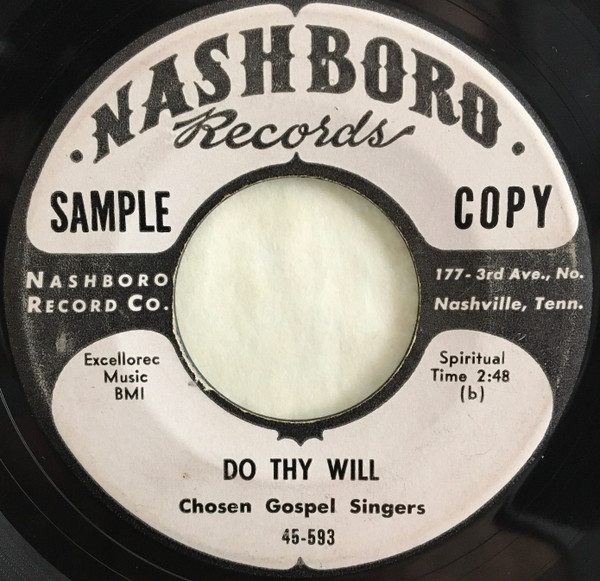 NASHBORO
Records
SAMPLE COPY
NASHBORO
RECORD CO.
177-3rd Ave., No.
Nashville, Tenn.
Excellorec
Music
BMI
Spiritual
Time 2:48
(b)
DO THY WILL
Chosen Gospel Singers
45-593